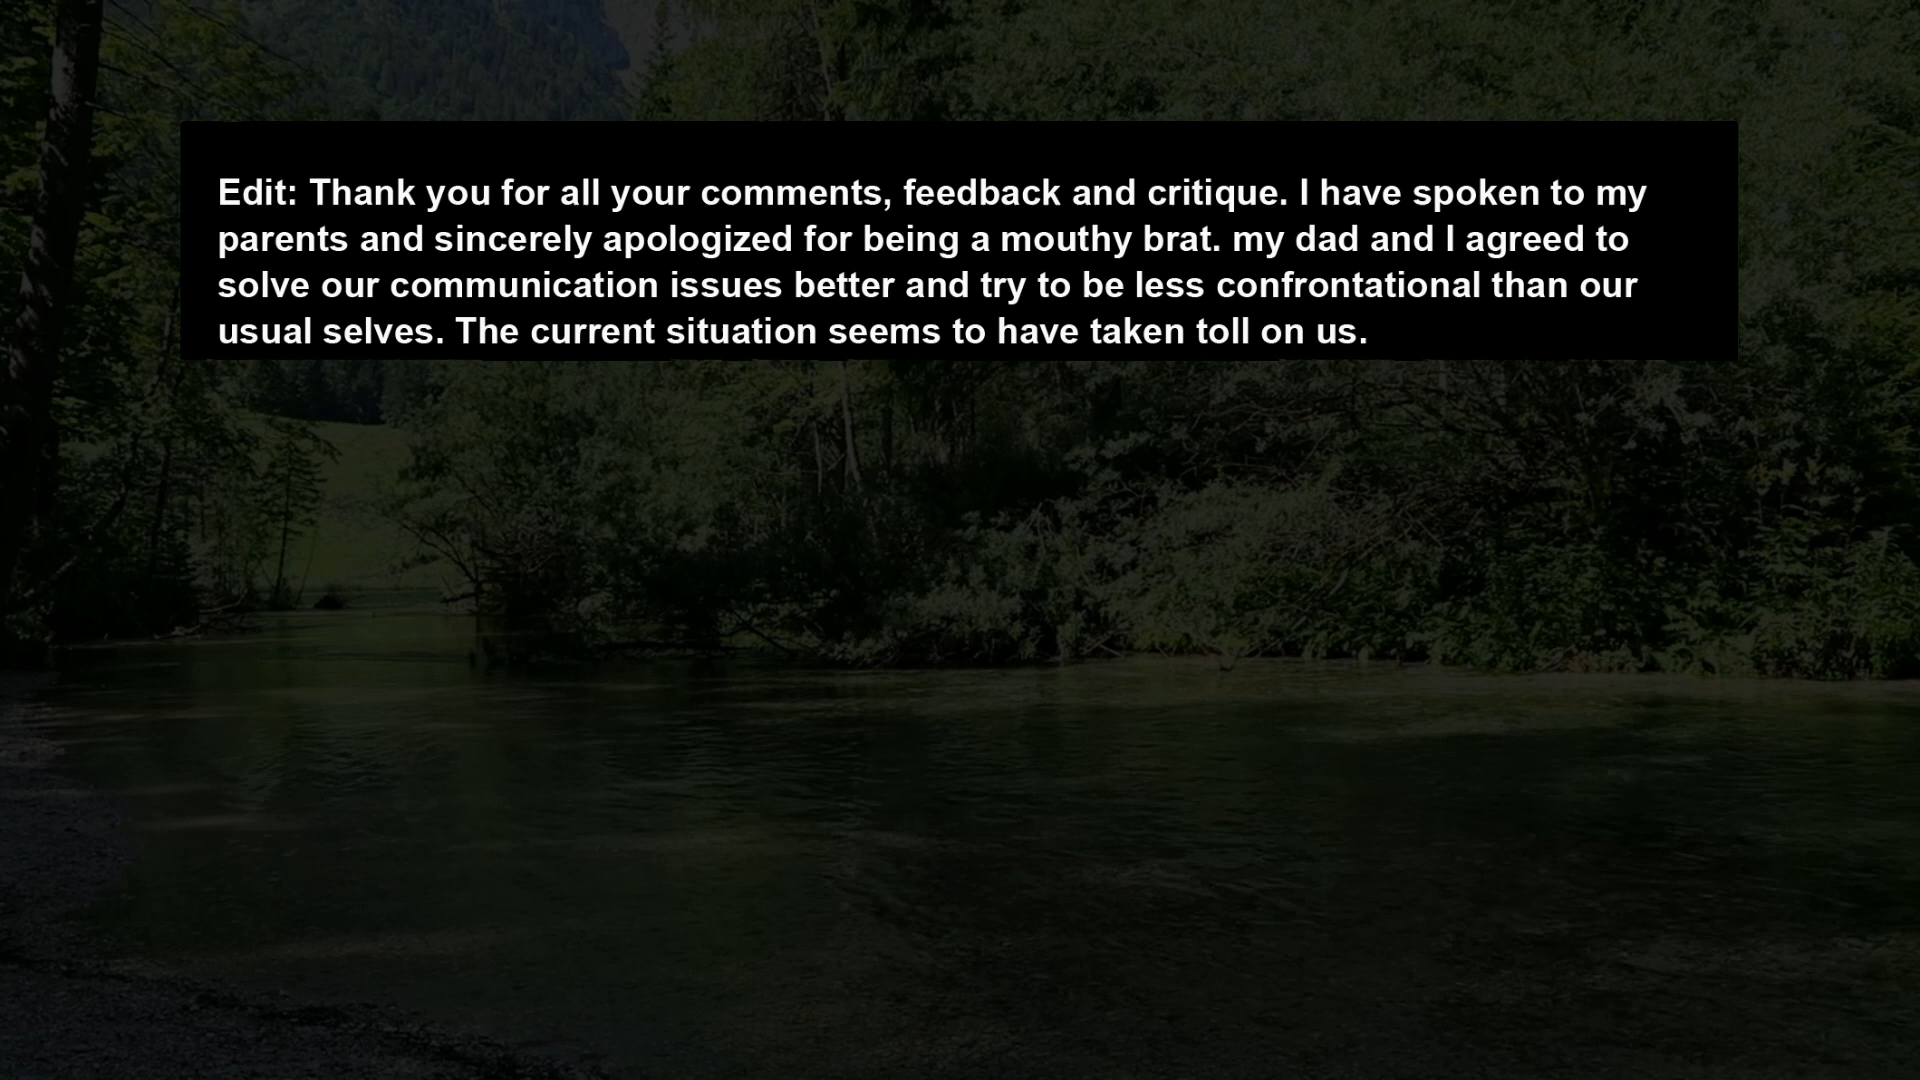 Edit: Thank you for all your comments, feedback and critique. I have spoken to my
parents and sincerely apologized for being a mouthy brat. my dad and I agreed to
solve our communication issues better and try to be less confrontational than our
usual selves. The current situation seems to have taken toll on us.